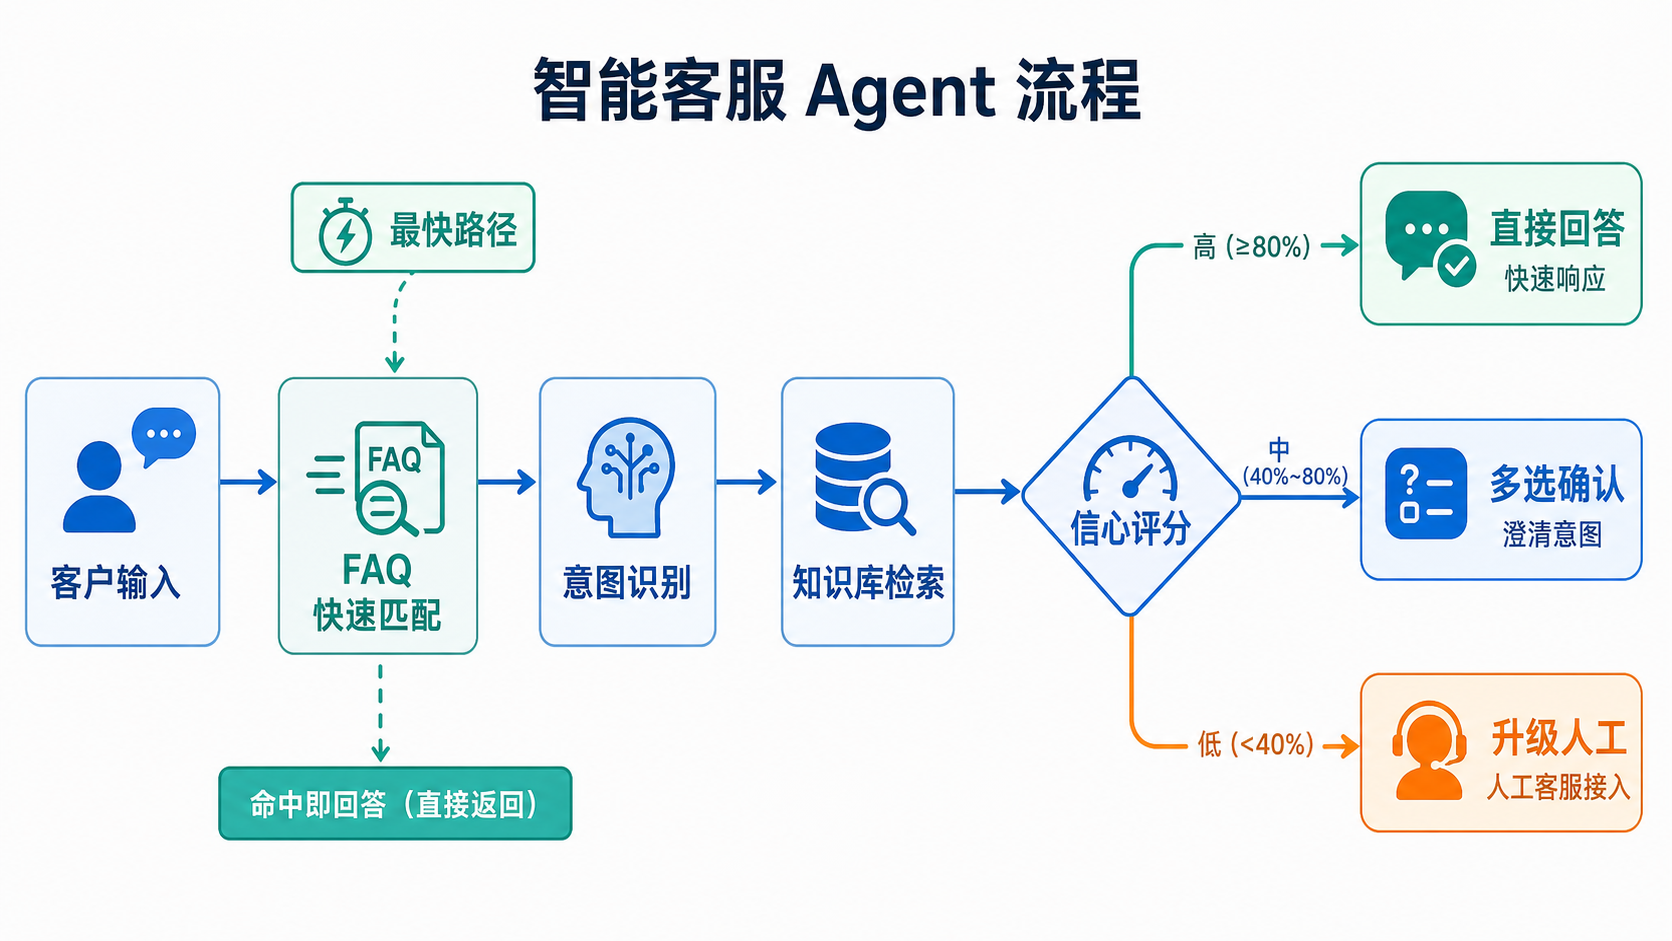 智能客服 Agent 流程
最快路径
客户输入
FAQ
FAQ
快速匹配
命中即回答（直接返回）
意图识别
知识库检索
信心评分
高 (≥80%)
直接回答
快速响应
中
(40%~80%)
多选确认
澄清意图
低 (<40%)
升级人工
人工客服接入